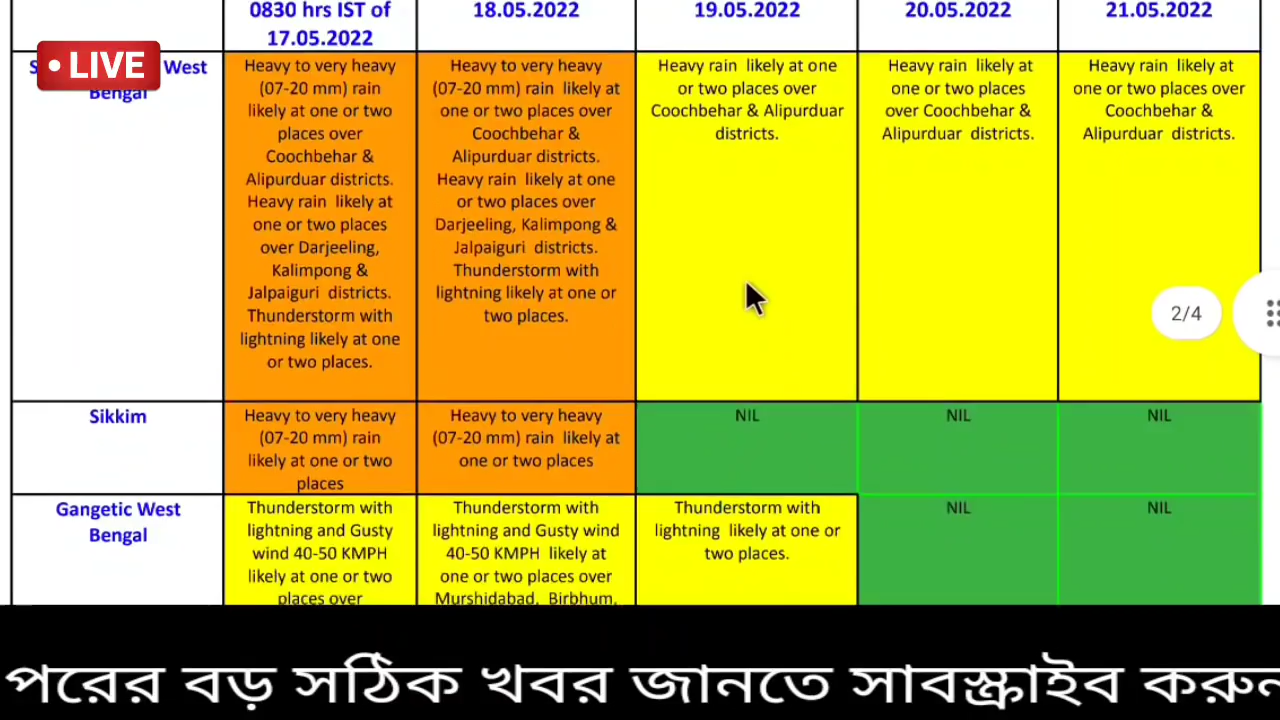 0830 hrs IST of
17.05.2022
18.05.2022
19.05.2022
20.05.2022
21.05.2022
• LIVE
West
Bengal
Heavy to very heavy
(07-20 mm) rain
likely at one or two
places over
Coochbehar &
Alipurduar districts.
Heavy rain likely at
one or two places
over Darjeeling,
Kalimpong &
Jalpaiguri districts.
Thunderstorm with
lightning likely at one
or two places.
Heavy to very heavy
(07-20 mm) rain likely at
one or two places over
Coochbehar &
Alipurduar districts.
Heavy rain likely at one
or two places over
Darjeeling, Kalimpong &
Jalpaiguri districts.
Thunderstorm with
lightning likely at one or
two places.
Heavy rain likely at one
or two places over
Coochbehar & Alipurduar
districts.
Heavy rain likely at
one or two places
over Coochbehar &
Alipurduar districts.
Heavy rain likely at
one or two places over
Coochbehar &
Alipurduar districts.
2/4
Sikkim
Heavy to very heavy
(07-20 mm) rain
likely at one or two
places
Heavy to very heavy
(07-20 mm) rain likely at
one or two places
NIL
NIL
NIL
Gangetic West
Bengal
Thunderstorm with
lightning and Gusty
wind 40-50 KMPH
likely at one or two
places over
Thunderstorm with
lightning and Gusty wind
40-50 KMPH likely at
one or two places over
Murshidabad, Birbhum,
Thunderstorm with
lightning likely at one or
two places.
NIL
NIL
পরের বড় সঠিক খবর জানতে সাবস্ক্রাইব করুন